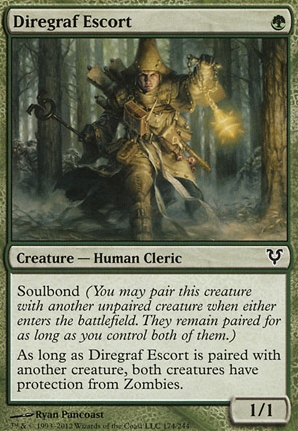 Diregraf Escort
Creature — Human Cleric
Soulbond (You may pair this creature
with another unpaired creature when either
enters the battlefield. They remain paired for
as long as you control both of them.)
As long as Diregraf Escort is paired with
another creature, both creatures have
protection from Zombies.
Ryan Pancoast
1/1
™ & © 1993–2012 Wizards of the Coast LLC 174/244